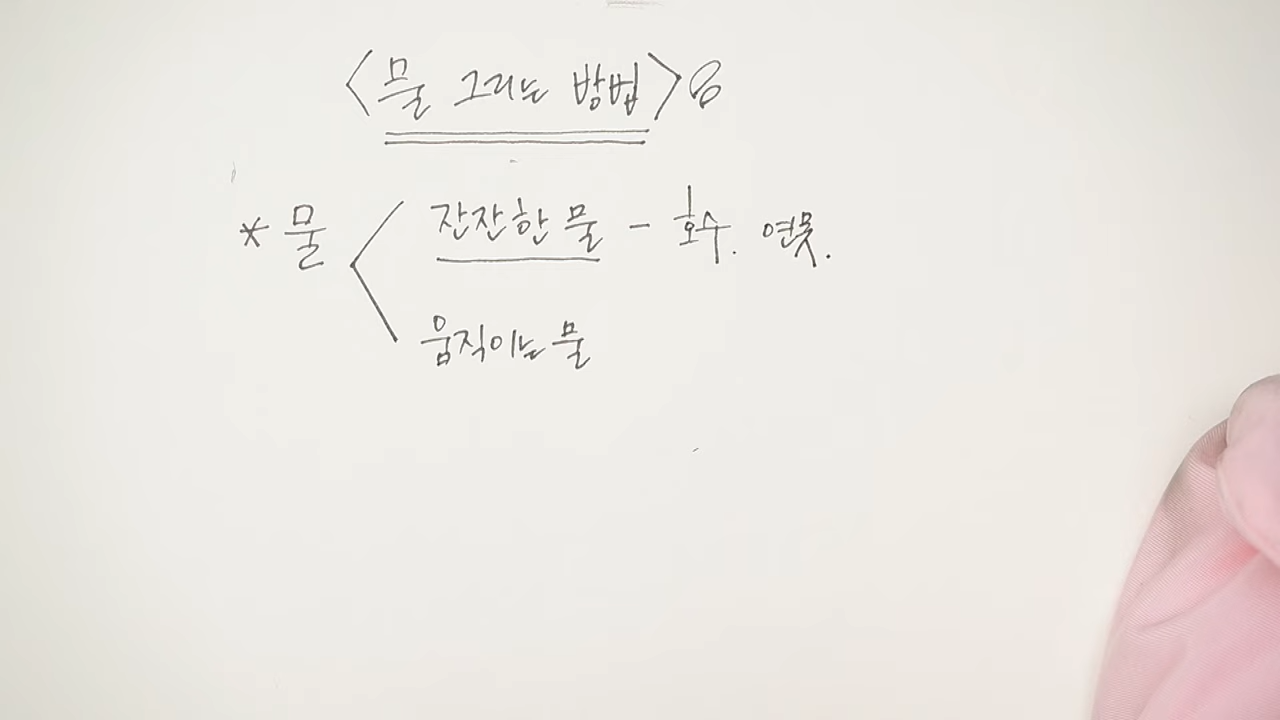 <물 그리는 방법>
* 물 < 잔잔한 물 - 호수. 연못.
움직이는 물